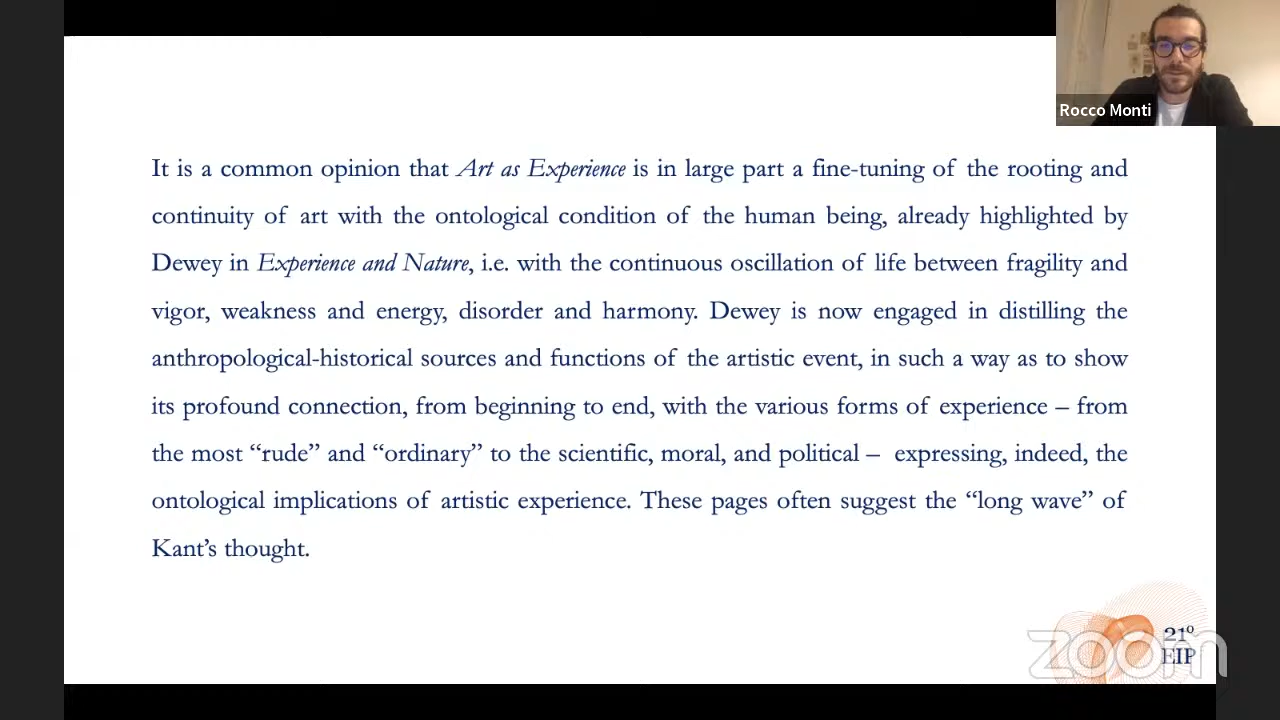 Rocco Monti
It is a common opinion that Art as Experience is in large part a fine-tuning of the rooting and
continuity of art with the ontological condition of the human being, already highlighted by
Dewey in Experience and Nature, i.e. with the continuous oscillation of life between fragility and
vigor, weakness and energy, disorder and harmony. Dewey is now engaged in distilling the
anthropological-historical sources and functions of the artistic event, in such a way as to show
its profound connection, from beginning to end, with the various forms of experience – from
the most “rude” and “ordinary” to the scientific, moral, and political – expressing, indeed, the
ontological implications of artistic experience. These pages often suggest the “long wave” of
Kant’s thought.
21º
EIP
zoom